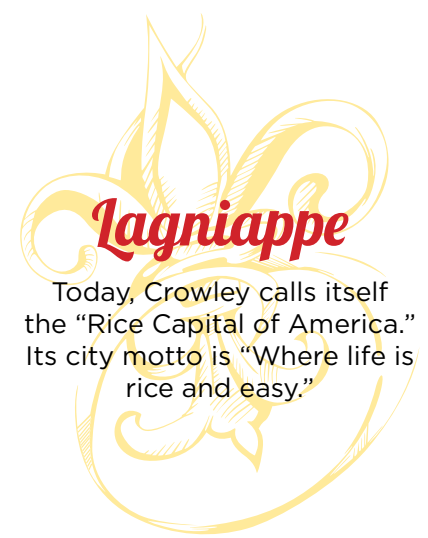 Lagniappe
Today, Crowley calls itself
the “Rice Capital of America.”
Its city motto is “Where life is
rice and easy.”